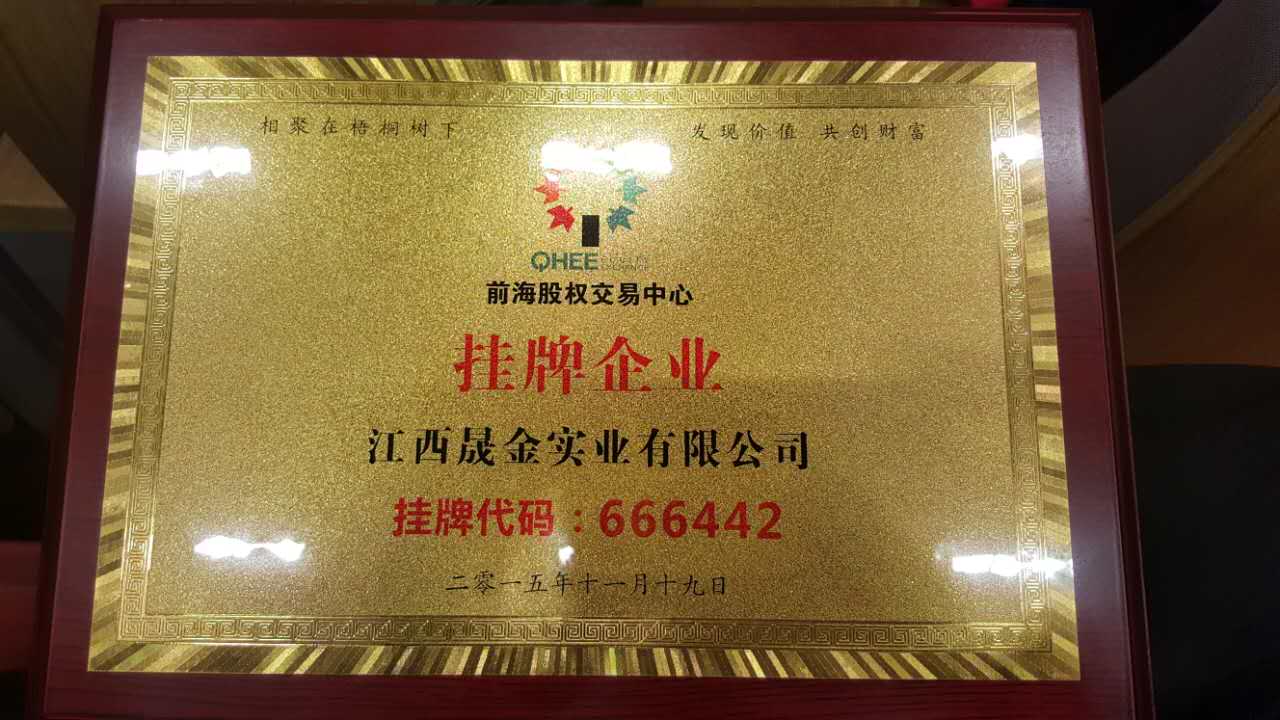 相聚在梧桐树下
发现价值 共创财富
QHEE
前海股权交易中心
挂牌企业
江西晟金实业有限公司
挂牌代码：666442
二零一五年十一月十九日